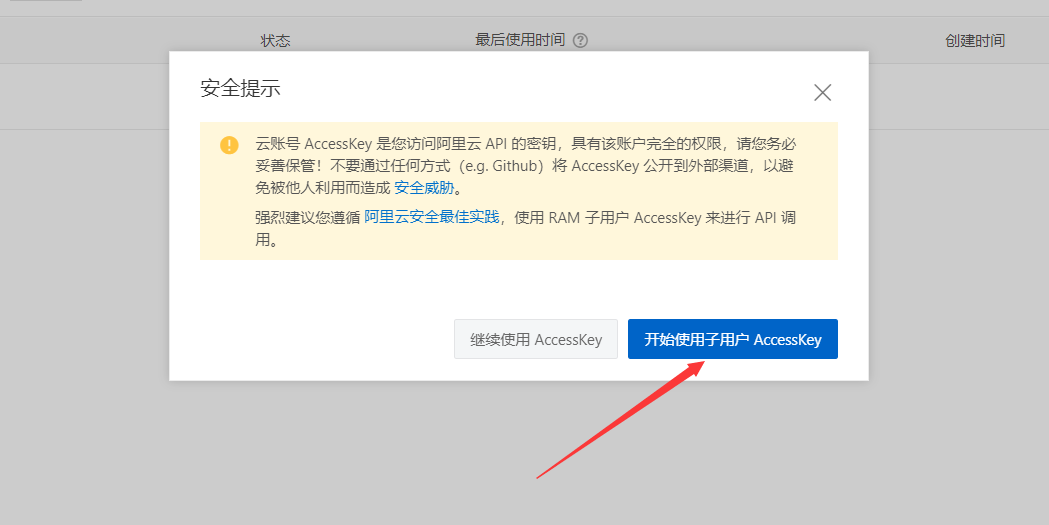 状态 最后使用时间 ? 创建时间
安全提示
云账号 AccessKey 是您访问阿里云 API 的密钥，具有该账户完全的权限，请您务必
妥善保管！不要通过任何方式（e.g. Github）将 AccessKey 公开到外部渠道，以避
免被他人利用而造成 安全威胁。
强烈建议您遵循 阿里云安全最佳实践，使用 RAM 子用户 AccessKey 来进行 API 调
用。
继续使用 AccessKey 开始使用子用户 AccessKey